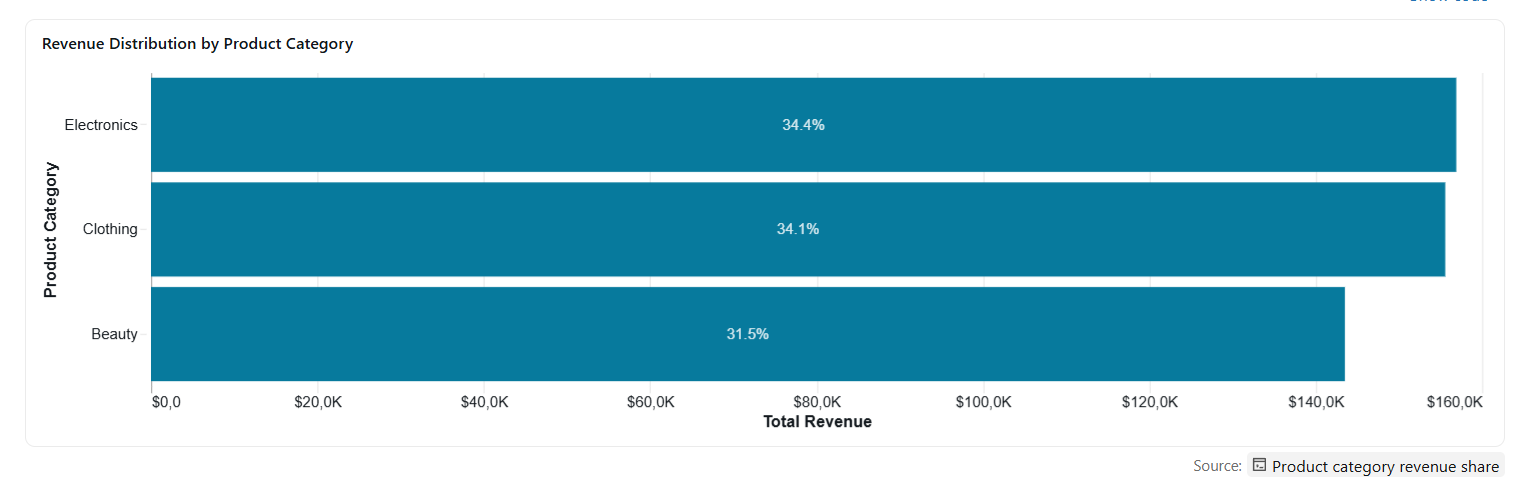 Revenue Distribution by Product Category
Product Category
Electronics
34.4%
Clothing
34.1%
Beauty
31.5%
$0,0 $20,0K $40,0K $60,0K $80,0K $100,0K $120,0K $140,0K $160,0K
Total Revenue
Source: Product category revenue share